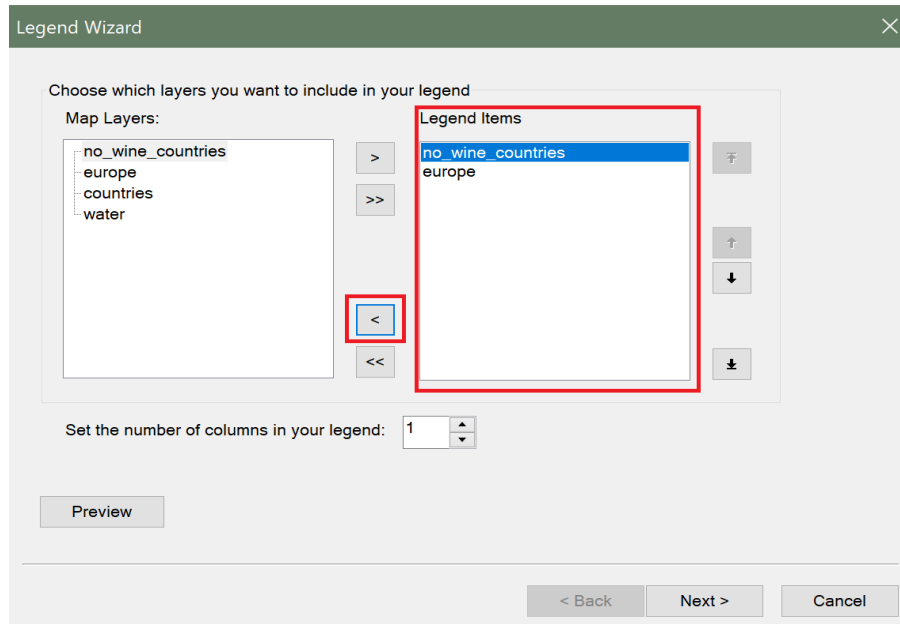 Legend Wizard
Choose which layers you want to include in your legend
Map Layers:
Legend Items
no_wine_countries
europe
countries
water
>
>>
<
<<
no_wine_countries
europe
Set the number of columns in your legend:
1
Preview
< Back
Next >
Cancel